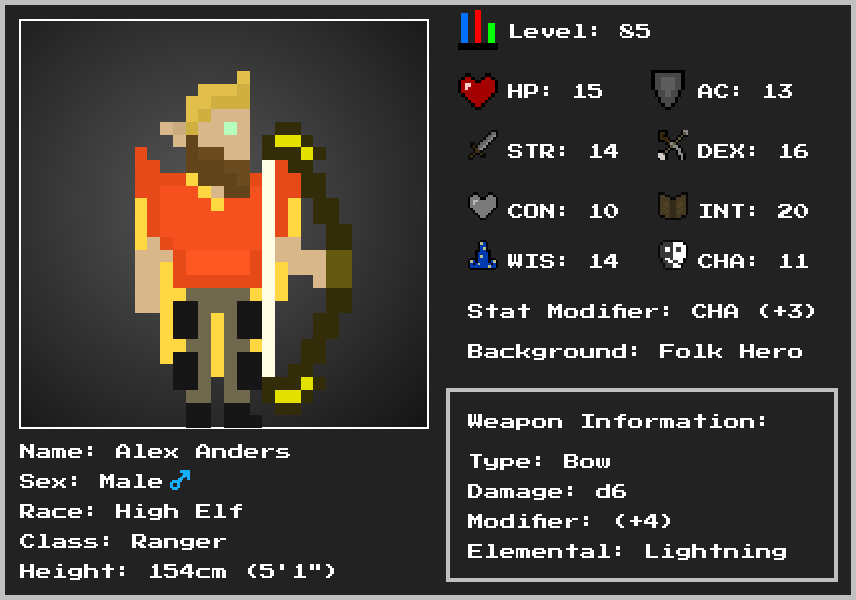 Level: 85
HP: 15
AC: 13
STR: 14
DEX: 16
CON: 10
INT: 20
WIS: 14
CHA: 11
Stat Modifier: CHA (+3)
Background: Folk Hero
Weapon Information:
Type: Bow
Damage: d6
Modifier: (+4)
Elemental: Lightning
Name: Alex Anders
Sex: Male♂
Race: High Elf
Class: Ranger
Height: 154cm (5'1")